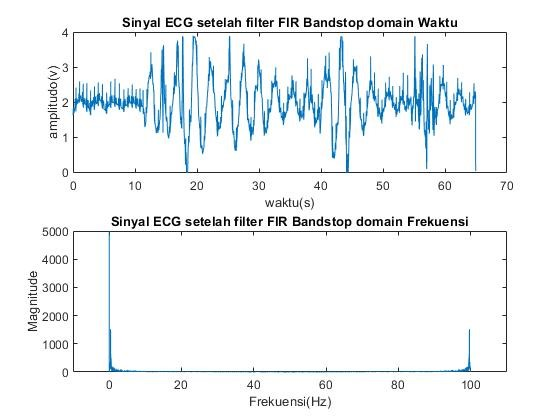 Sinyal ECG setelah filter FIR Bandstop domain Waktu
amplitudo(v)
4
3
2
1
0
0 10 20 30 40 50 60 70
waktu(s)
Sinyal ECG setelah filter FIR Bandstop domain Frekuensi
Magnitude
5000
4000
3000
2000
1000
0
0 20 40 60 80 100
Frekuensi(Hz)